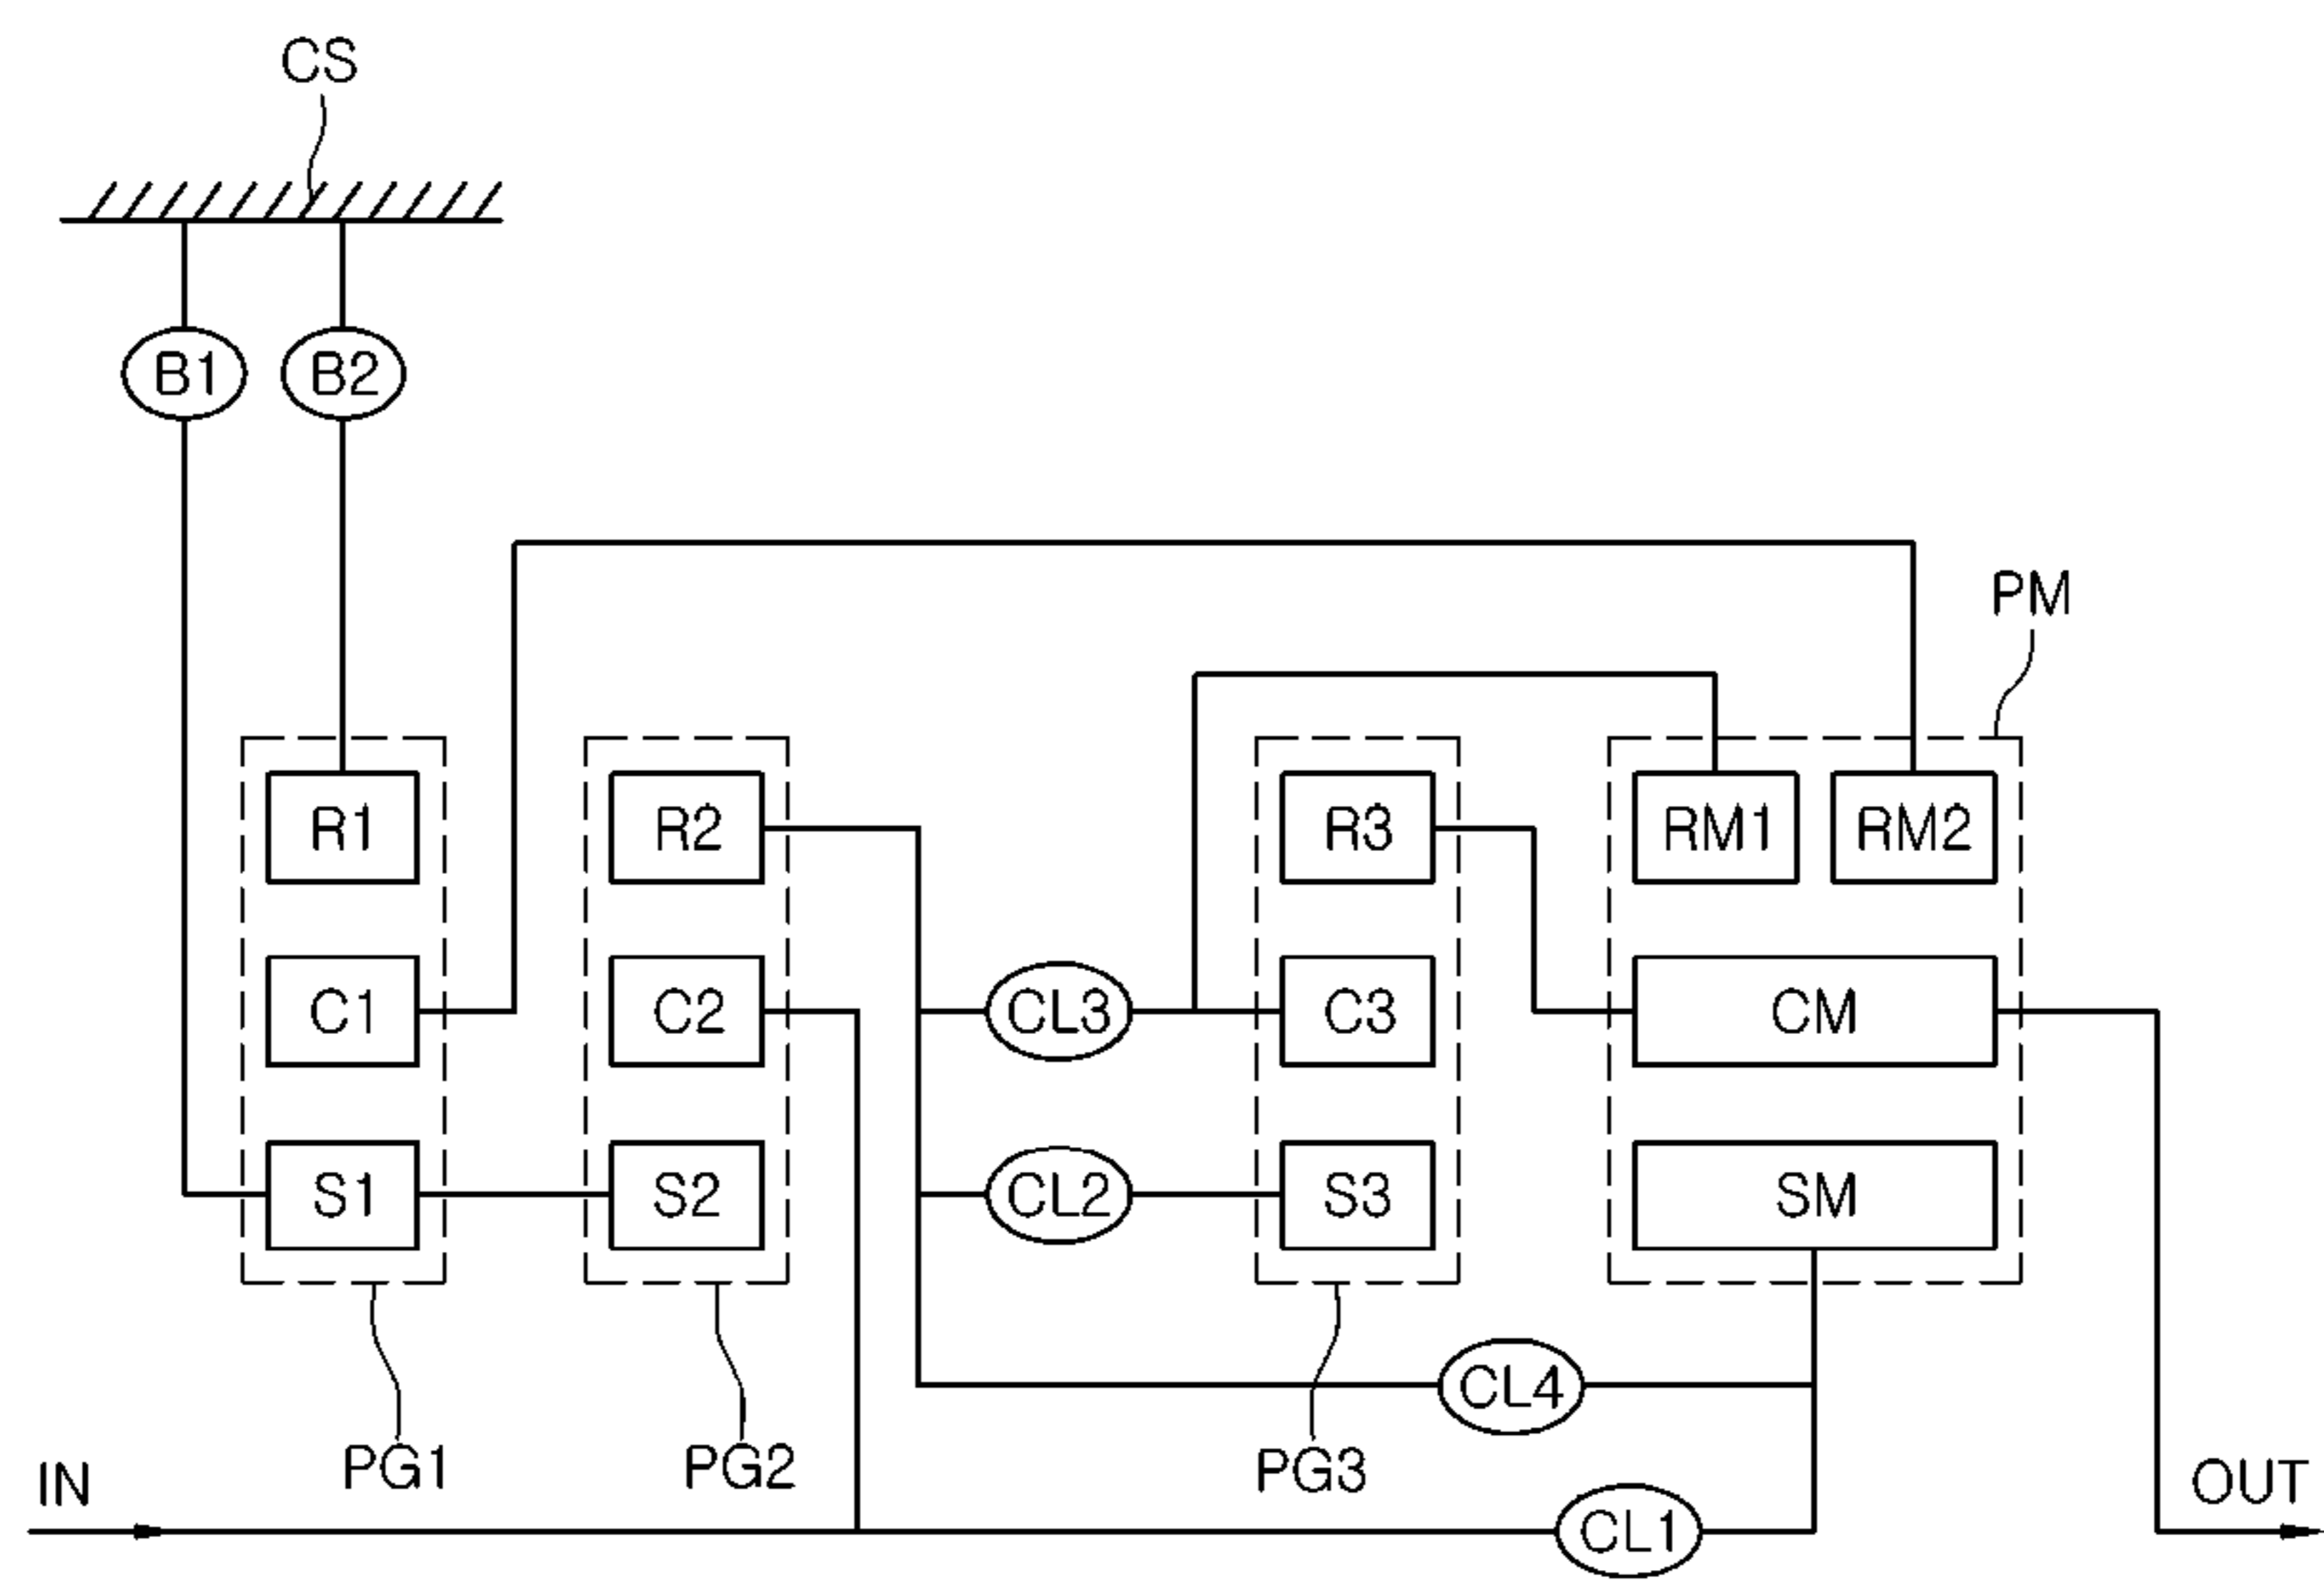 CS
B1 B2
PM
R1 R2 R3 RM1 RM2
C1 C2 CL3 C3 CM
S1 S2 CL2 S3 SM
CL4
PG1 PG2 PG3
IN OUT
CL1